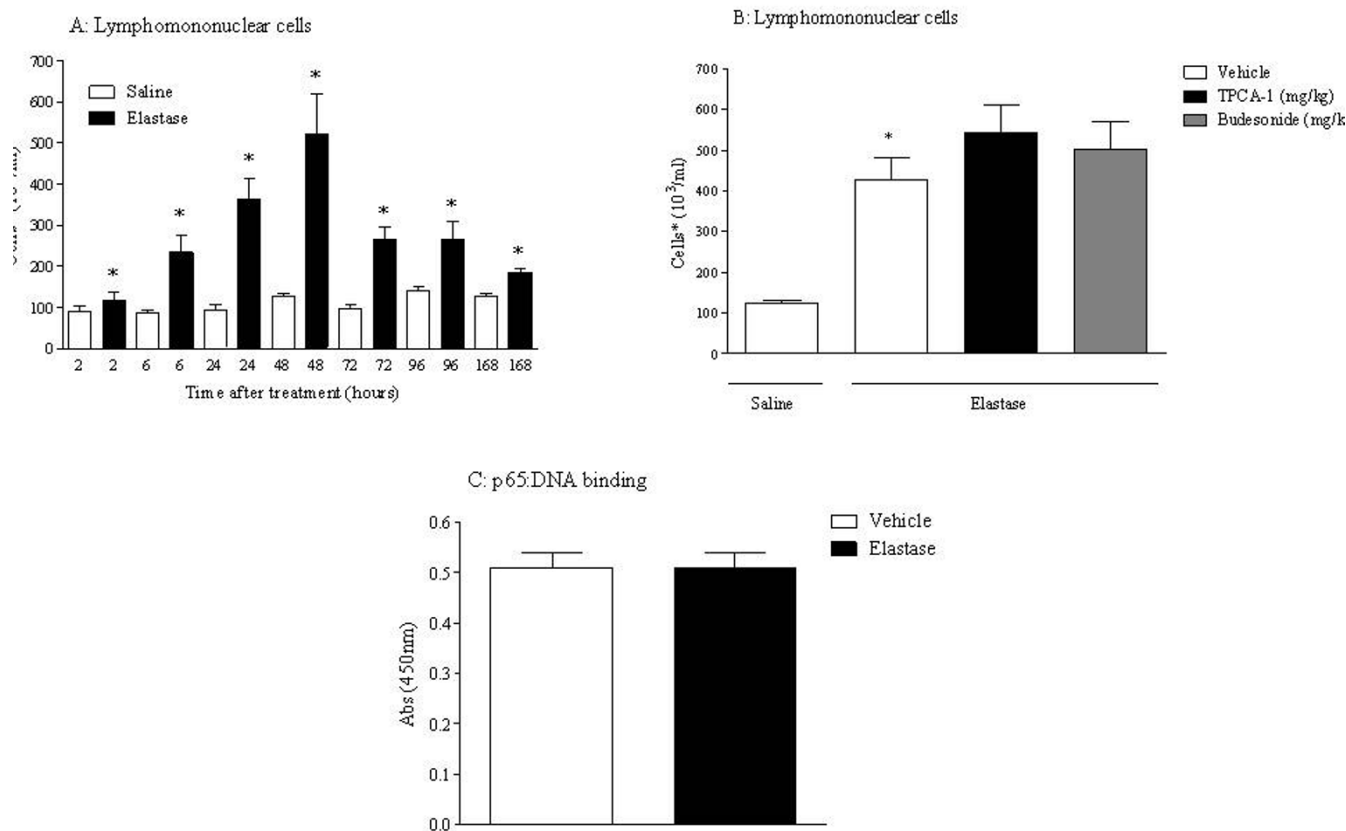 A: Lymphomononuclear cells
700
600
500
400
300
200
100
0
Saline
Elastase
* * * * * * *
2 2 6 6 24 24 48 48 72 72 96 96 168 168
Time after treatment (hours)
B: Lymphomononuclear cells
Cells* (10³/ml)
700
600
500
400
300
200
100
0
*
Vehicle
TPCA-1 (mg/kg)
Budesonide (mg/k
Saline Elastase
C: p65:DNA binding
Abs (450nm)
0.6
0.5
0.4
0.3
0.2
0.1
0.0
Vehicle
Elastase